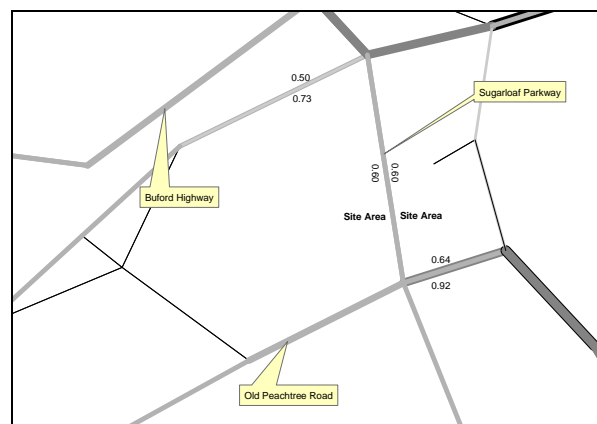 0.50
0.73
Sugarloaf Parkway
0.60
0.60
Buford Highway
Site Area
Site Area
0.64
0.92
Old Peachtree Road